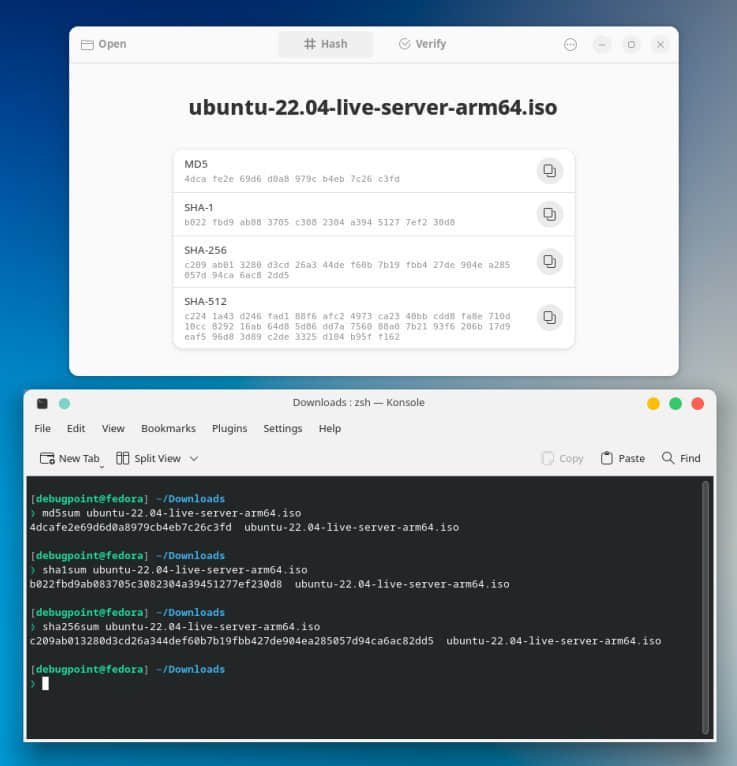 Open Hash Verify
ubuntu-22.04-live-server-arm64.iso
MD5
4dca fe2e 69d6 d0a8 979c b4eb 7c26 c3fd
SHA-1
b022 fbd9 ab08 3705 c308 2304 a394 5127 7ef2 30d8
SHA-256
c209 ab01 3280 d3cd 26a3 44de f60b 7b19 fbb4 27de 904e a285
057d 94ca 6ac8 2dd5
SHA-512
c224 1a43 d246 fad1 88f6 afc2 4973 ca23 40bb cdd8 fa8e 710d
10cc 8292 16ab 64d8 5d86 dd7a 7560 88a0 7b21 93f6 206b 17d9
eaf5 96d8 3d89 c2de 3325 d104 b95f f162
Downloads : zsh — Konsole
File Edit View Bookmarks Plugins Settings Help
New Tab Split View Copy Paste Find
[debugpoint@fedora] ~/Downloads
❯ md5sum ubuntu-22.04-live-server-arm64.iso
4dcafe2e69d6d0a8979cb4eb7c26c3fd ubuntu-22.04-live-server-arm64.iso
[debugpoint@fedora] ~/Downloads
❯ sha1sum ubuntu-22.04-live-server-arm64.iso
b022fbd9ab083705c3082304a39451277ef230d8 ubuntu-22.04-live-server-arm64.iso
[debugpoint@fedora] ~/Downloads
❯ sha256sum ubuntu-22.04-live-server-arm64.iso
c209ab013280d3cd26a344def60b7b19fbb427de904ea285057d94ca6ac82dd5 ubuntu-22.04-live-server-arm64.iso
[debugpoint@fedora] ~/Downloads
❯